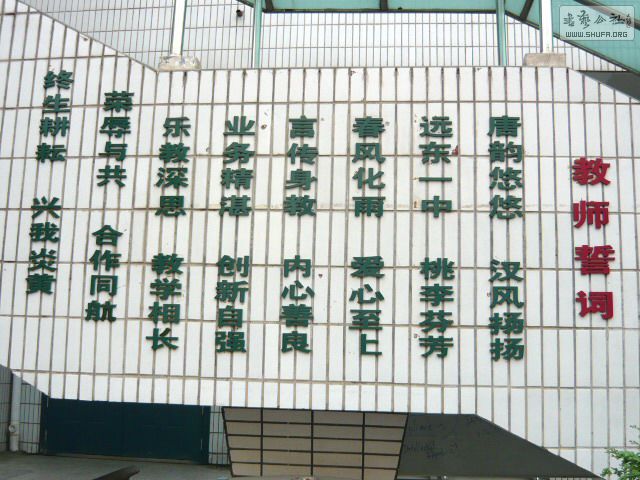 教师誓词
唐韵悠悠 汉风扬扬
远东一中 桃李芬芳
春风化雨 爱心至上
言传身教 内心善良
业务精湛 创新自强
乐教深思 教学相长
荣辱与共 合作同航
终生耕耘 兴我炎黄
书艺公社
WWW.SHUFA.ORG